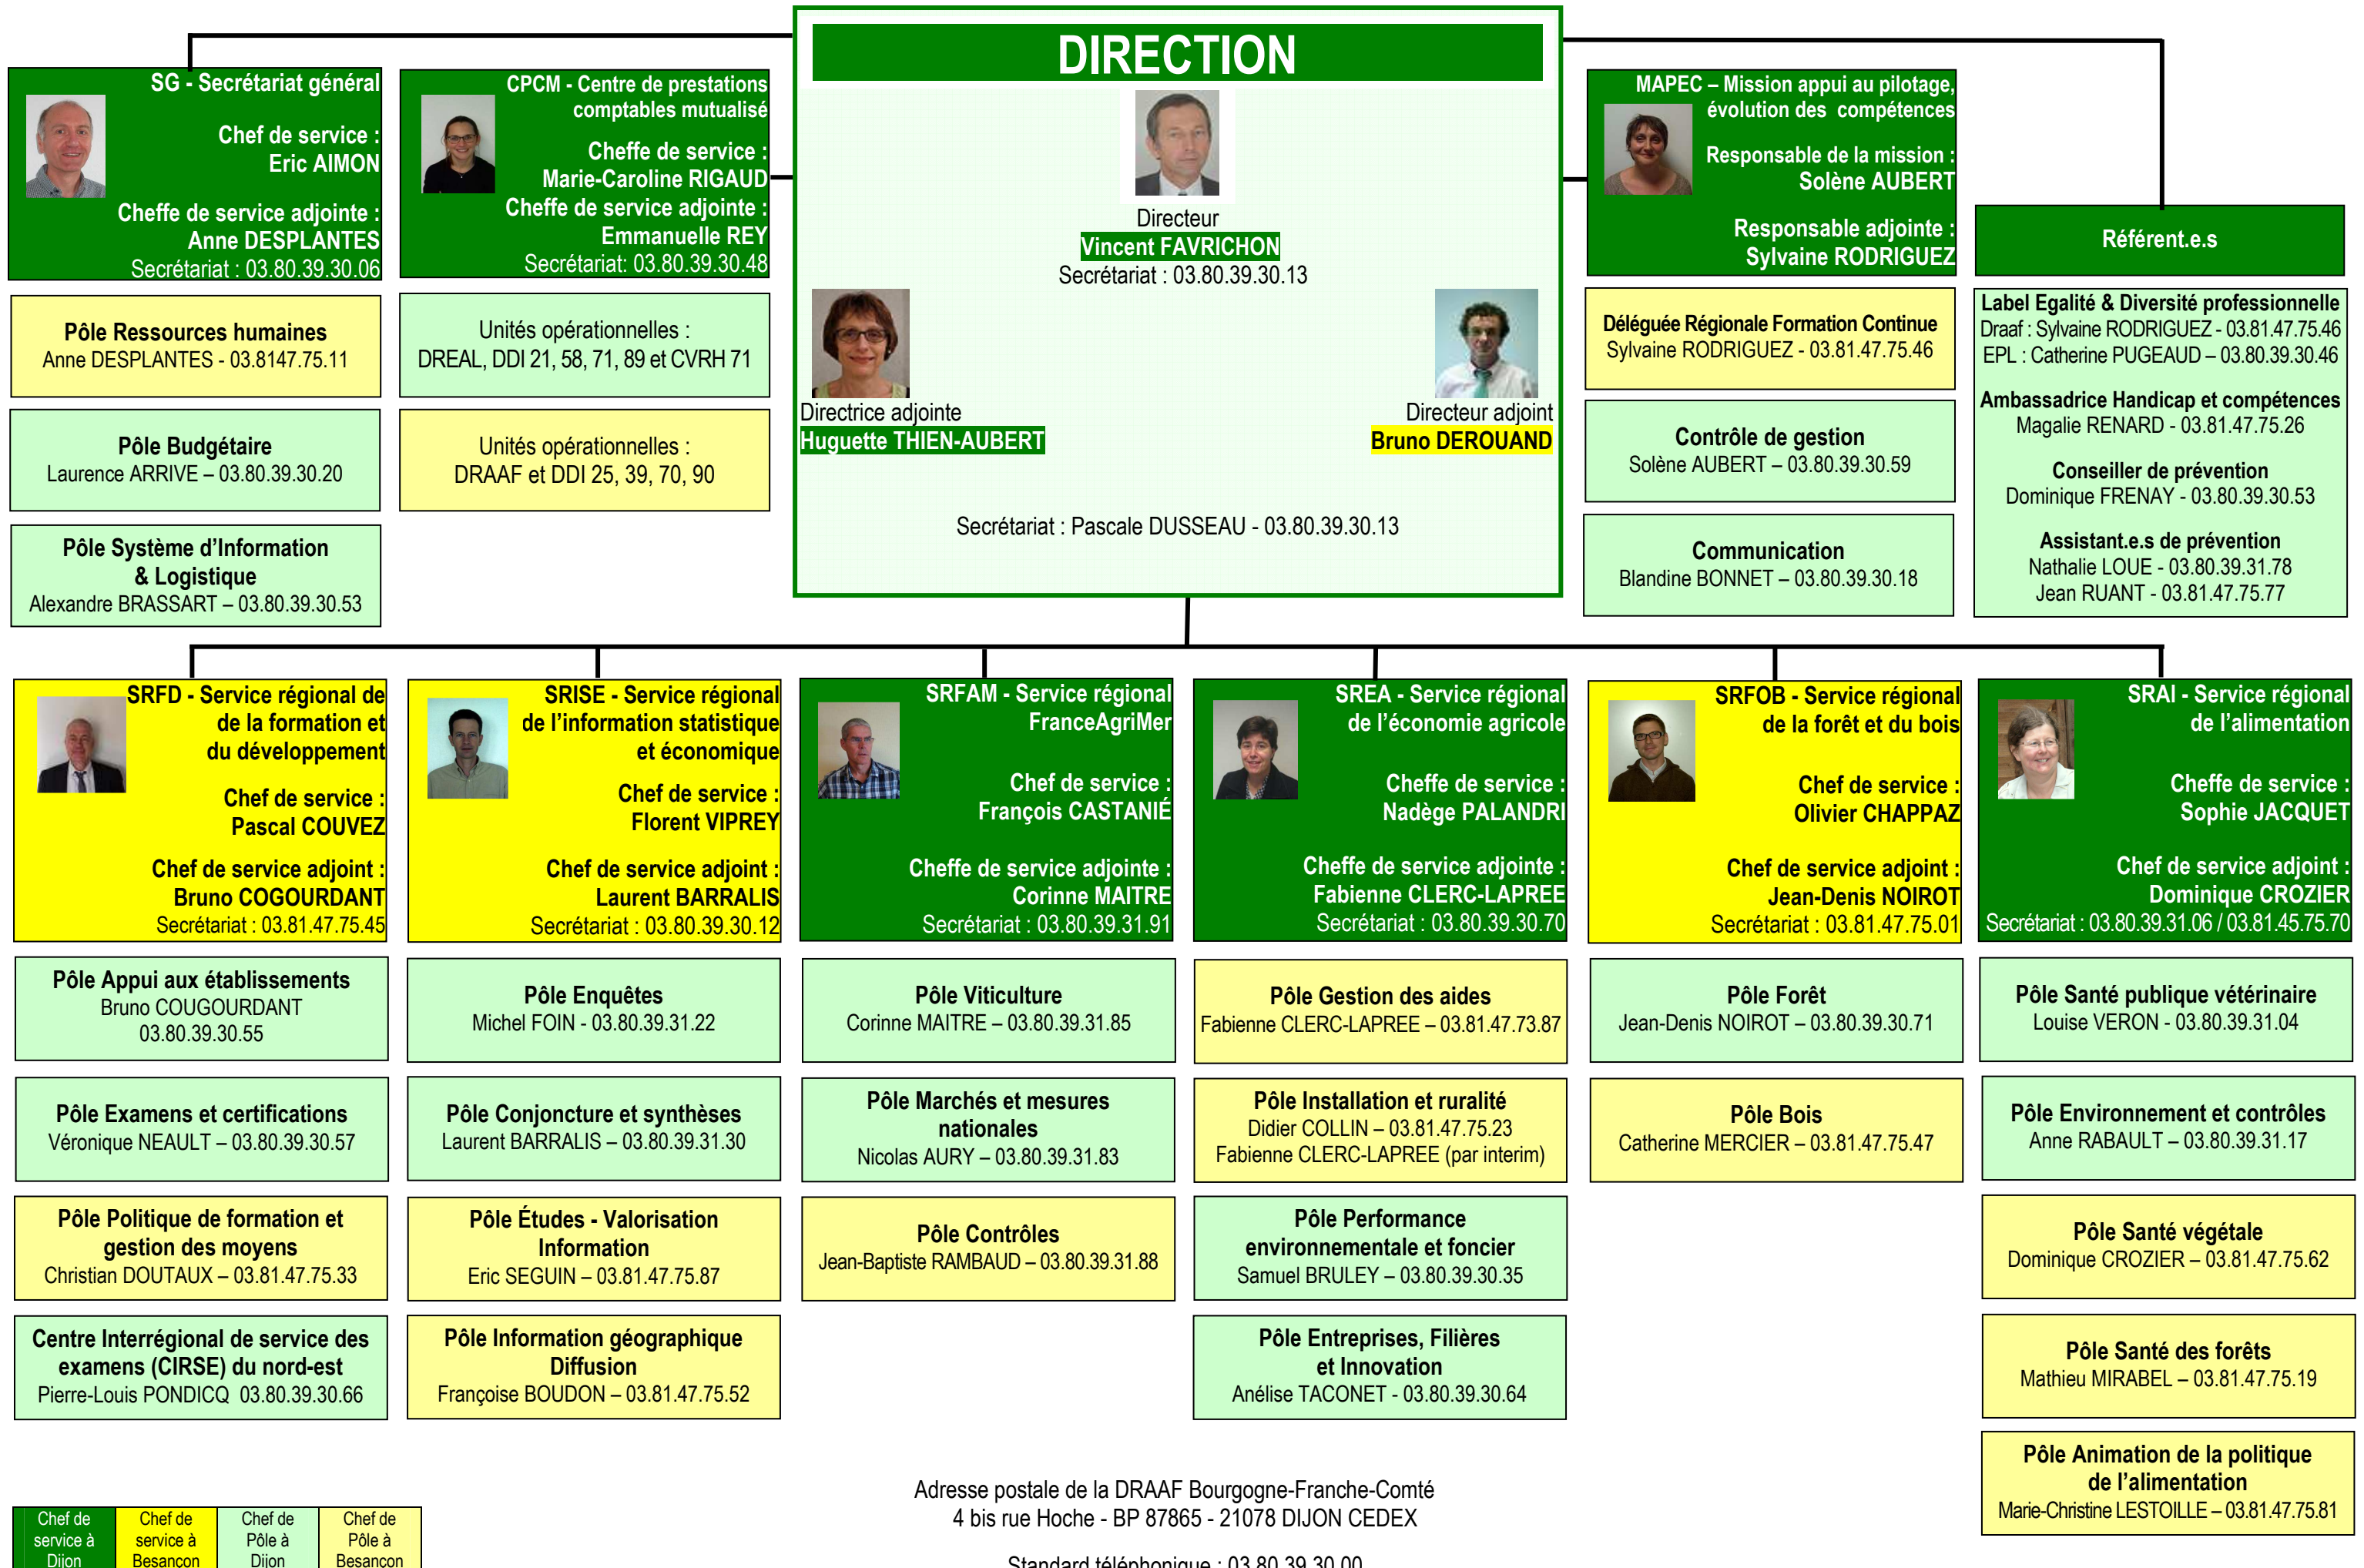 DIRECTION
Directeur
Vincent FAVRICHON
Secrétariat : 03.80.39.30.13
Directrice adjointe
Huguette THIEN-AUBERT
Directeur adjoint
Bruno DEROUAND
Secrétariat : Pascale DUSSEAU - 03.80.39.30.13
SG - Secrétariat général
Chef de service :
Eric AIMON
Cheffe de service adjointe :
Anne DESPLANTES
Secrétariat : 03.80.39.30.06
Pôle Ressources humaines
Anne DESPLANTES - 03.8147.75.11
Pôle Budgétaire
Laurence ARRIVE – 03.80.39.30.20
Pôle Système d’Information
& Logistique
Alexandre BRASSART – 03.80.39.30.53
CPCM - Centre de prestations
comptables mutualisé
Cheffe de service :
Marie-Caroline RIGAUD
Cheffe de service adjointe :
Emmanuelle REY
Secrétariat: 03.80.39.30.48
Unités opérationnelles :
DREAL, DDI 21, 58, 71, 89 et CVRH 71
Unités opérationnelles :
DRAAF et DDI 25, 39, 70, 90
MAPEC – Mission appui au pilotage,
évolution des compétences
Responsable de la mission :
Solène AUBERT
Responsable adjointe :
Sylvaine RODRIGUEZ
Déléguée Régionale Formation Continue
Sylvaine RODRIGUEZ - 03.81.47.75.46
Contrôle de gestion
Solène AUBERT – 03.80.39.30.59
Communication
Blandine BONNET – 03.80.39.30.18
Référent.e.s
Label Egalité & Diversité professionnelle
Draaf : Sylvaine RODRIGUEZ - 03.81.47.75.46
EPL : Catherine PUGEAUD – 03.80.39.30.46
Ambassadrice Handicap et compétences
Magalie RENARD - 03.81.47.75.26
Conseiller de prévention
Dominique FRENAY - 03.80.39.30.53
Assistant.e.s de prévention
Nathalie LOUE - 03.80.39.31.78
Jean RUANT - 03.81.47.75.77
SRFD - Service régional de
de la formation et
du développement
Chef de service :
Pascal COUVEZ
Chef de service adjoint :
Bruno COGOURDANT
Secrétariat : 03.81.47.75.45
Pôle Appui aux établissements
Bruno COUGOURDANT
03.80.39.30.55
Pôle Examens et certifications
Véronique NEAULT – 03.80.39.30.57
Pôle Politique de formation et
gestion des moyens
Christian DOUTAUX – 03.81.47.75.33
Centre Interrégional de service des
examens (CIRSE) du nord-est
Pierre-Louis PONDICQ 03.80.39.30.66
SRISE - Service régional
de l’information statistique
et économique
Chef de service :
Florent VIPREY
Chef de service adjoint :
Laurent BARRALIS
Secrétariat : 03.80.39.30.12
Pôle Enquêtes
Michel FOIN - 03.80.39.31.22
Pôle Conjoncture et synthèses
Laurent BARRALIS – 03.80.39.31.30
Pôle Études - Valorisation
Information
Eric SEGUIN – 03.81.47.75.87
Pôle Information géographique
Diffusion
Françoise BOUDON – 03.81.47.75.52
SRFAM - Service régional
FranceAgriMer
Chef de service :
François CASTANIÉ
Cheffe de service adjointe :
Corinne MAITRE
Secrétariat : 03.80.39.31.91
Pôle Viticulture
Corinne MAITRE – 03.80.39.31.85
Pôle Marchés et mesures
nationales
Nicolas AURY – 03.80.39.31.83
Pôle Contrôles
Jean-Baptiste RAMBAUD – 03.80.39.31.88
SREA - Service régional
de l’économie agricole
Cheffe de service :
Nadège PALANDRI
Cheffe de service adjointe :
Fabienne CLERC-LAPREE
Secrétariat : 03.80.39.30.70
Pôle Gestion des aides
Fabienne CLERC-LAPREE – 03.81.47.73.87
Pôle Installation et ruralité
Didier COLLIN – 03.81.47.75.23
Fabienne CLERC-LAPREE (par interim)
Pôle Performance
environnementale et foncier
Samuel BRULEY – 03.80.39.30.35
Pôle Entreprises, Filières
et Innovation
Anélise TACONET - 03.80.39.30.64
SRFOB - Service régional
de la forêt et du bois
Chef de service :
Olivier CHAPPAZ
Chef de service adjoint :
Jean-Denis NOIROT
Secrétariat : 03.81.47.75.01
Pôle Forêt
Jean-Denis NOIROT – 03.80.39.30.71
Pôle Bois
Catherine MERCIER – 03.81.47.75.47
SRAI - Service régional
de l’alimentation
Cheffe de service :
Sophie JACQUET
Chef de service adjoint :
Dominique CROZIER
Secrétariat : 03.80.39.31.06 / 03.81.45.75.70
Pôle Santé publique vétérinaire
Louise VERON - 03.80.39.31.04
Pôle Environnement et contrôles
Anne RABAULT – 03.80.39.31.17
Pôle Santé végétale
Dominique CROZIER – 03.81.47.75.62
Pôle Santé des forêts
Mathieu MIRABEL – 03.81.47.75.19
Pôle Animation de la politique
de l’alimentation
Marie-Christine LESTOILLE – 03.81.47.75.81
Chef de
service à
Dijon
Chef de
service à
Besançon
Chef de
Pôle à
Dijon
Chef de
Pôle à
Besançon
Adresse postale de la DRAAF Bourgogne-Franche-Comté
4 bis rue Hoche - BP 87865 - 21078 DIJON CEDEX
Standard téléphonique : 03.80.39.30.00